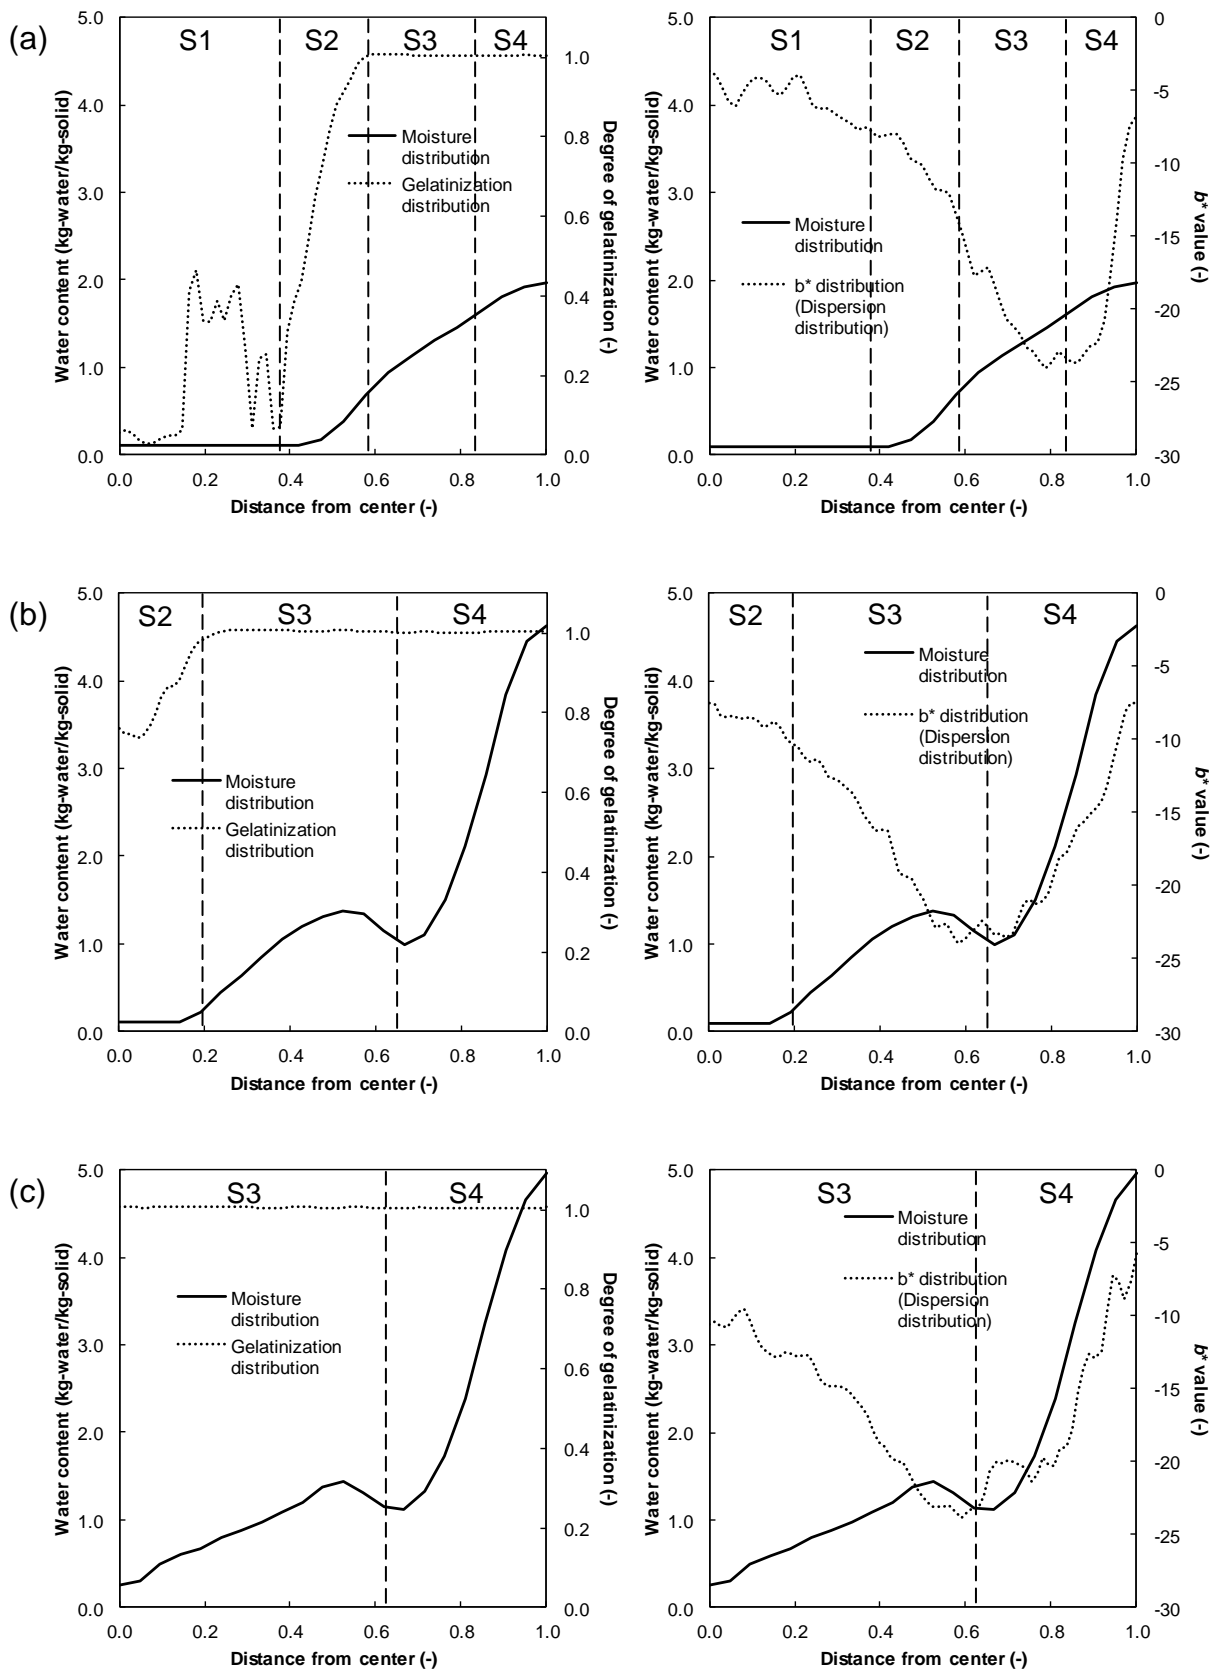 (a)
5.0
4.0
3.0
2.0
1.0
0.0
Water content (kg-water/kg-solid)
S1
S2
S3
S4
Moisture
distribution
Gelatinization
distribution
1.0
0.8
0.6
0.4
0.2
0.0
Degree of gelatinization (-)
0.0 0.2 0.4 0.6 0.8 1.0
Distance from center (-)
5.0
4.0
3.0
2.0
1.0
0.0
Water content (kg-water/kg-solid)
S1
S2
S3
S4
Moisture
distribution
b* distribution
(Dispersion
distribution)
0
-5
-10
-15
-20
-25
-30
b* value (-)
0.0 0.2 0.4 0.6 0.8 1.0
Distance from center (-)
(b)
5.0
4.0
3.0
2.0
1.0
0.0
Water content (kg-water/kg-solid)
S2
S3
S4
Moisture
distribution
Gelatinization
distribution
1.0
0.8
0.6
0.4
0.2
0.0
Degree of gelatinization (-)
0.0 0.2 0.4 0.6 0.8 1.0
Distance from center (-)
5.0
4.0
3.0
2.0
1.0
0.0
Water content (kg-water/kg-solid)
S2
S3
S4
Moisture
distribution
b* distribution
(Dispersion
distribution)
0
-5
-10
-15
-20
-25
-30
b* value (-)
0.0 0.2 0.4 0.6 0.8 1.0
Distance from center (-)
(c)
5.0
4.0
3.0
2.0
1.0
0.0
Water content (kg-water/kg-solid)
S3
S4
Moisture
distribution
Gelatinization
distribution
1.0
0.8
0.6
0.4
0.2
0.0
Degree of gelatinization (-)
0.0 0.2 0.4 0.6 0.8 1.0
Distance from center (-)
5.0
4.0
3.0
2.0
1.0
0.0
Water content (kg-water/kg-solid)
S3
S4
Moisture
distribution
b* distribution
(Dispersion
distribution)
0
-5
-10
-15
-20
-25
-30
b* value (-)
0.0 0.2 0.4 0.6 0.8 1.0
Distance from center (-)